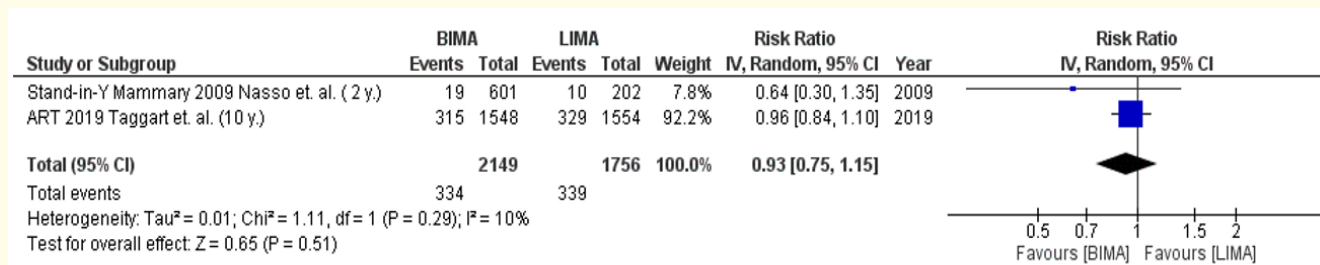 BIMA LIMA Risk Ratio Risk Ratio
Study or Subgroup Events Total Events Total Weight IV, Random, 95% CI Year IV, Random, 95% CI
Stand-in-Y Mammary 2009 Nasso et. al. ( 2 y.) 19 601 10 202 7.8% 0.64 [0.30, 1.35] 2009
ART 2019 Taggart et. al. (10 y.) 315 1548 329 1554 92.2% 0.96 [0.84, 1.10] 2019
Total (95% CI) 2149 1756 100.0% 0.93 [0.75, 1.15]
Total events 334 339
Heterogeneity: Tau² = 0.01; Chi² = 1.11, df = 1 (P = 0.29); I² = 10%
Test for overall effect: Z = 0.65 (P = 0.51)
0.5 0.7 1 1.5 2
Favours [BIMA] Favours [LIMA]